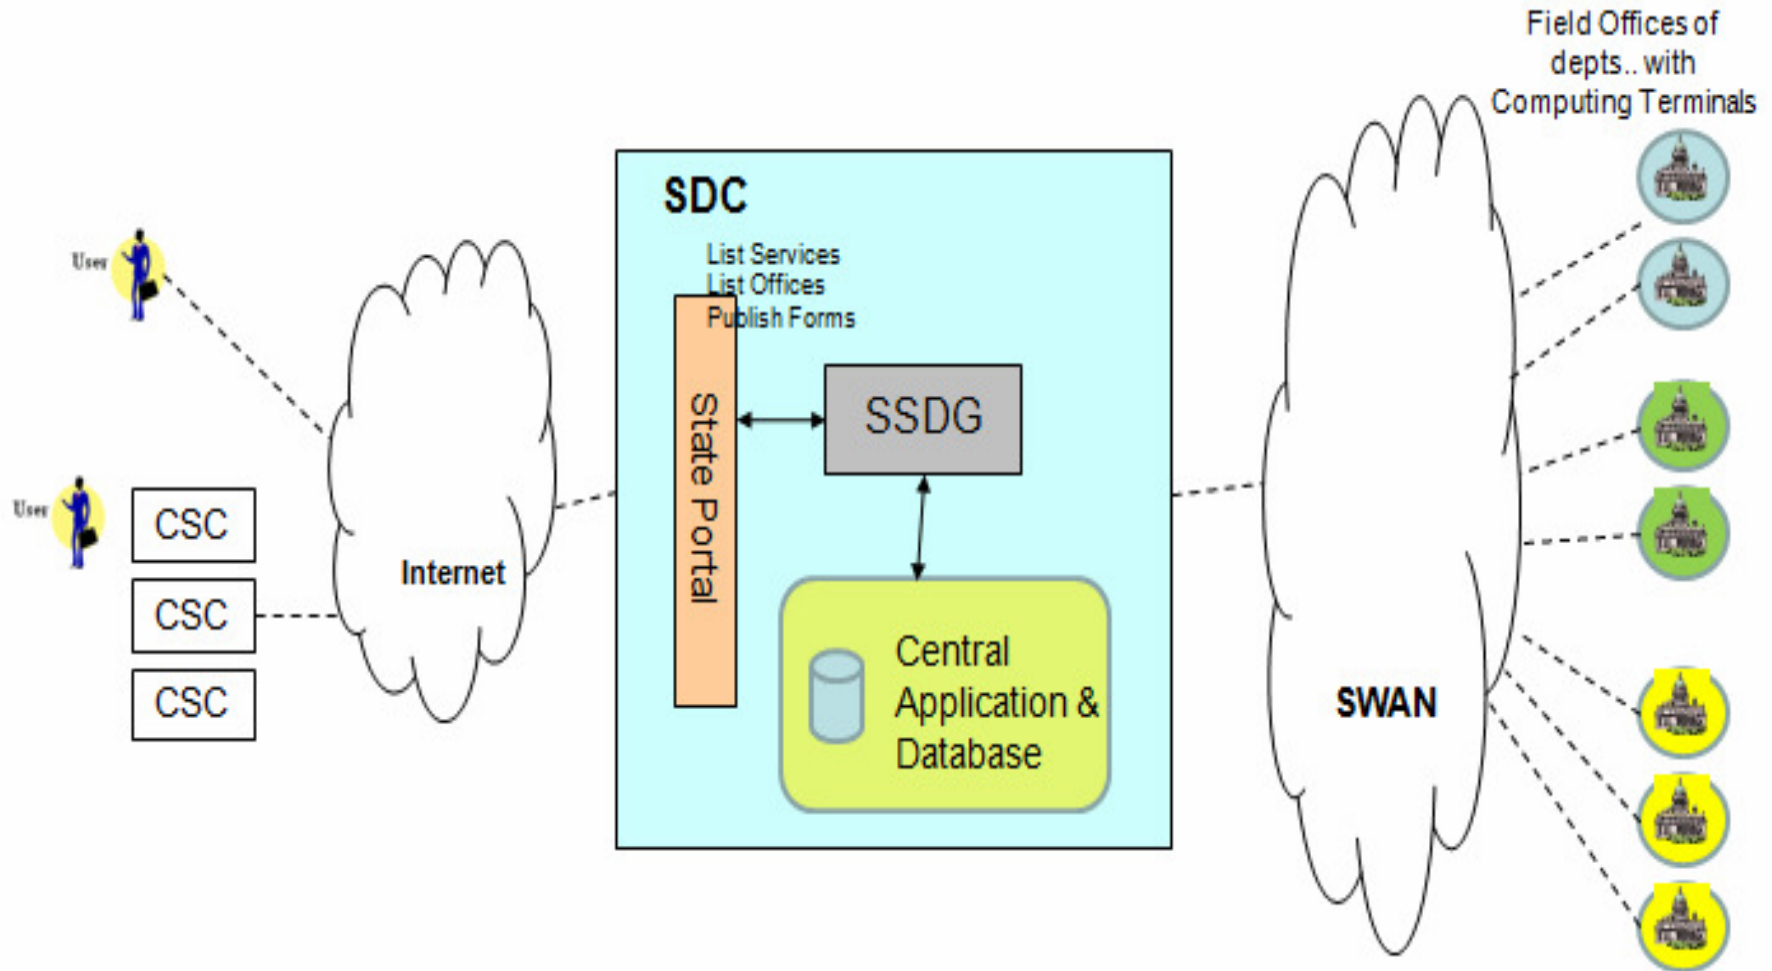 Field Offices of
depts.. with
Computing Terminals
SDC
List Services
List Offices
Publish Forms
User
State Portal
SSDG
User
CSC
CSC
CSC
Internet
Central
Application &
Database
SWAN